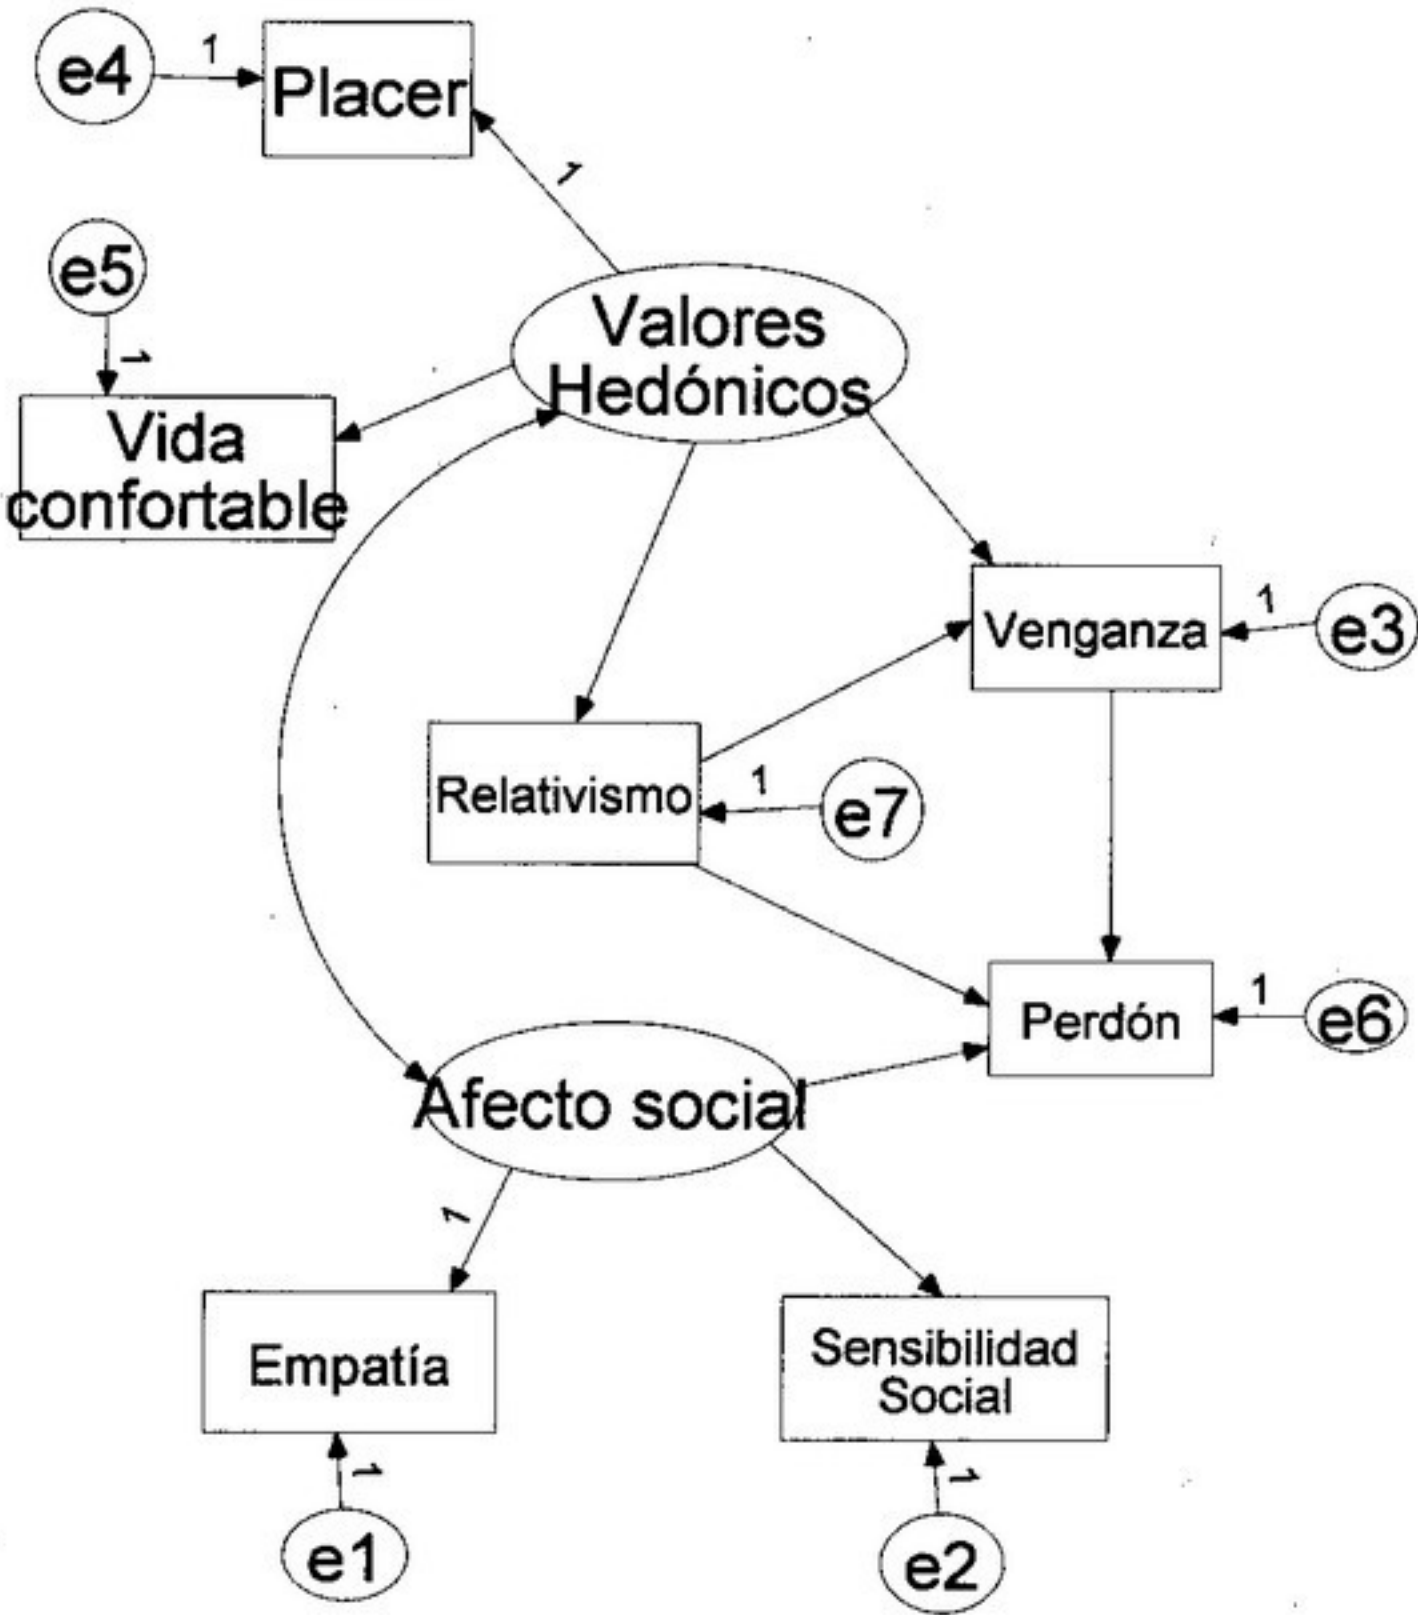 e4
1
Placer
1
e5
1
Valores
Hedónicos
Vida
confortable
Venganza
1
e3
Relativismo
1
e7
Perdón
1
e6
Afecto social
1
Empatía
Sensibilidad
Social
1
1
e1
e2